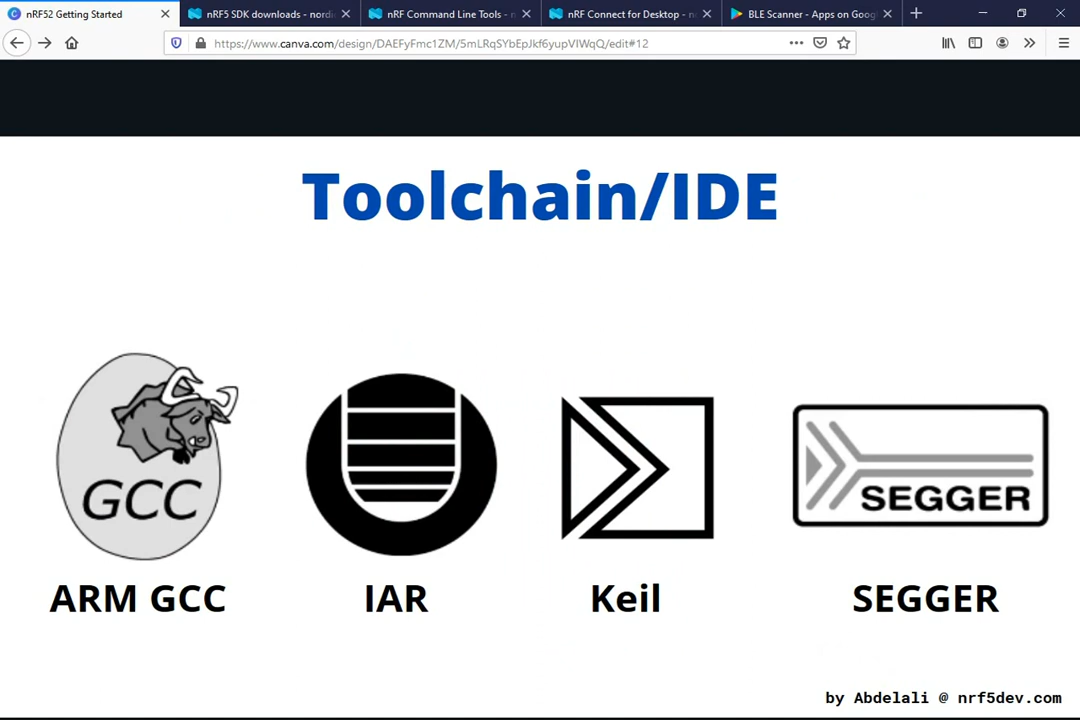 nRF52 Getting Started
nRF5 SDK downloads - nordic
nRF Command Line Tools - n
nRF Connect for Desktop - n
BLE Scanner - Apps on Googl
https://www.canva.com/design/DAEFyFmc1ZM/5mLRqSYbEpJkf6yupVIWqQ/edit#12
Toolchain/IDE
GCC
SEGGER
ARM GCC
IAR
Keil
SEGGER
by Abdelali @ nrf5dev.com